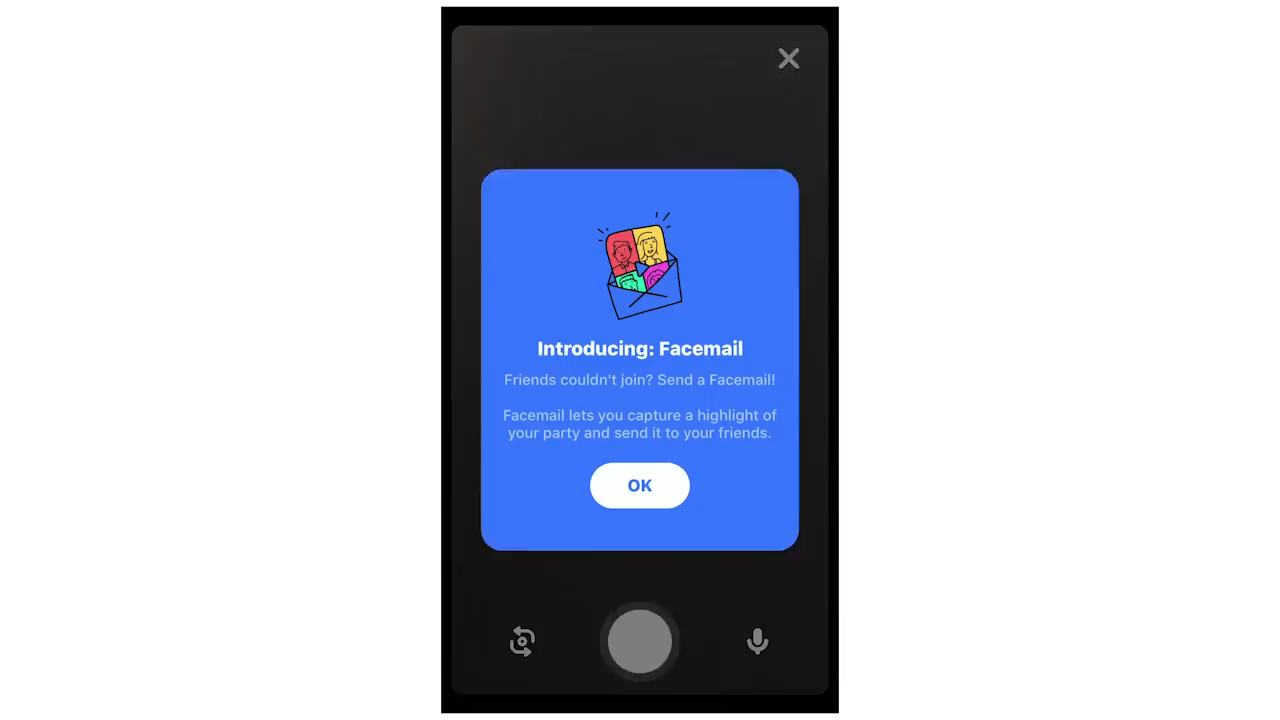 Introducing: Facemail
Friends couldn't join? Send a Facemail!
Facemail lets you capture a highlight of
your party and send it to your friends.
OK